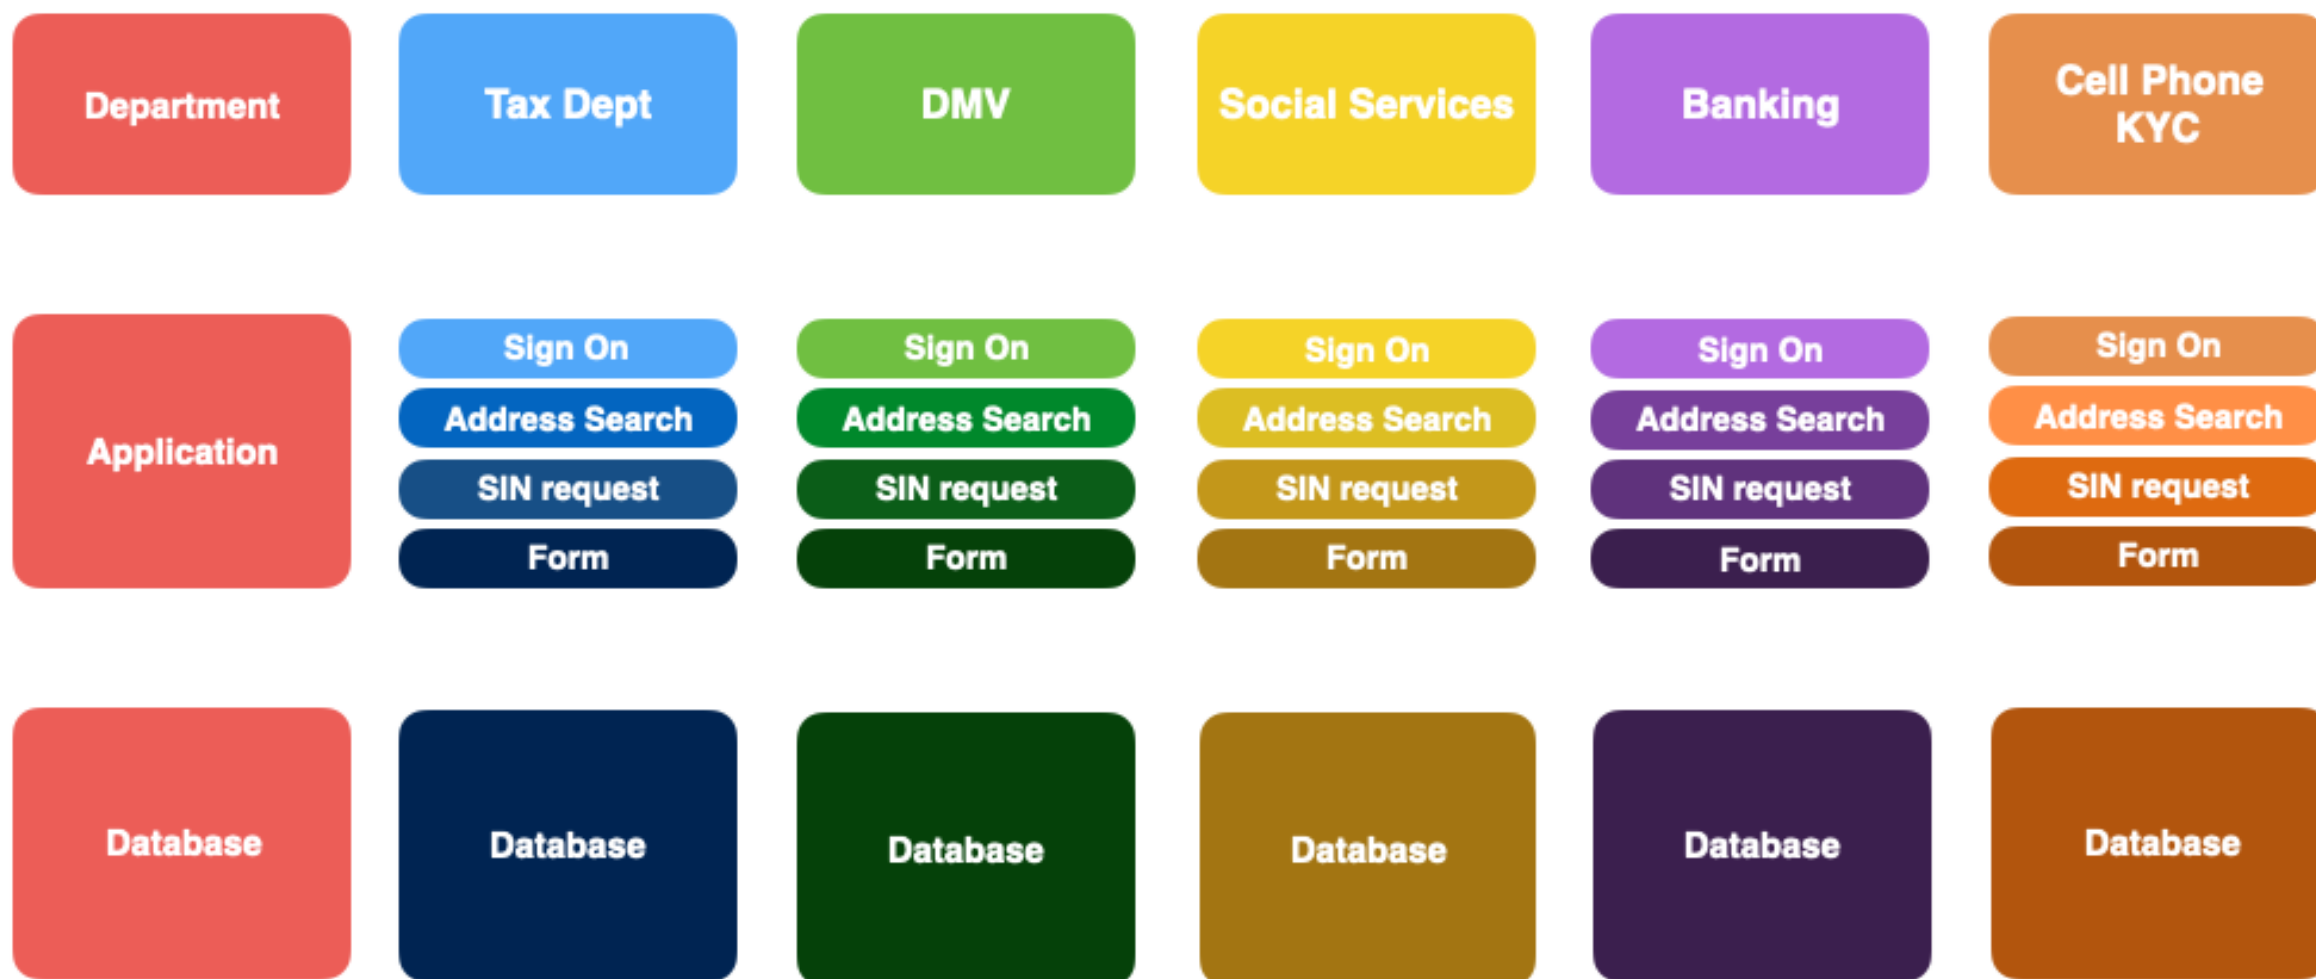 Department
Tax Dept
DMV
Social Services
Banking
Cell Phone
KYC
Application
Sign On
Sign On
Sign On
Sign On
Sign On
Address Search
Address Search
Address Search
Address Search
Address Search
SIN request
SIN request
SIN request
SIN request
SIN request
Form
Form
Form
Form
Form
Database
Database
Database
Database
Database
Database